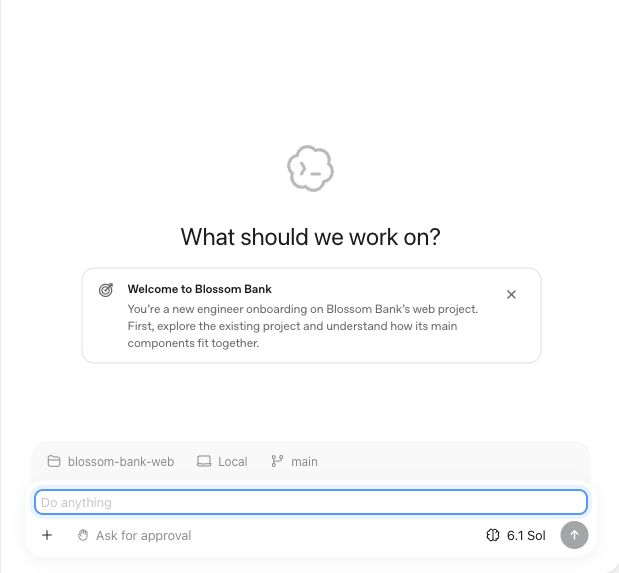 What should we work on?
Welcome to Blossom Bank
You're a new engineer onboarding on Blossom Bank's web project.
First, explore the existing project and understand how its main
components fit together.
blossom-bank-web Local main
Do anything
Ask for approval 6.1 Sol